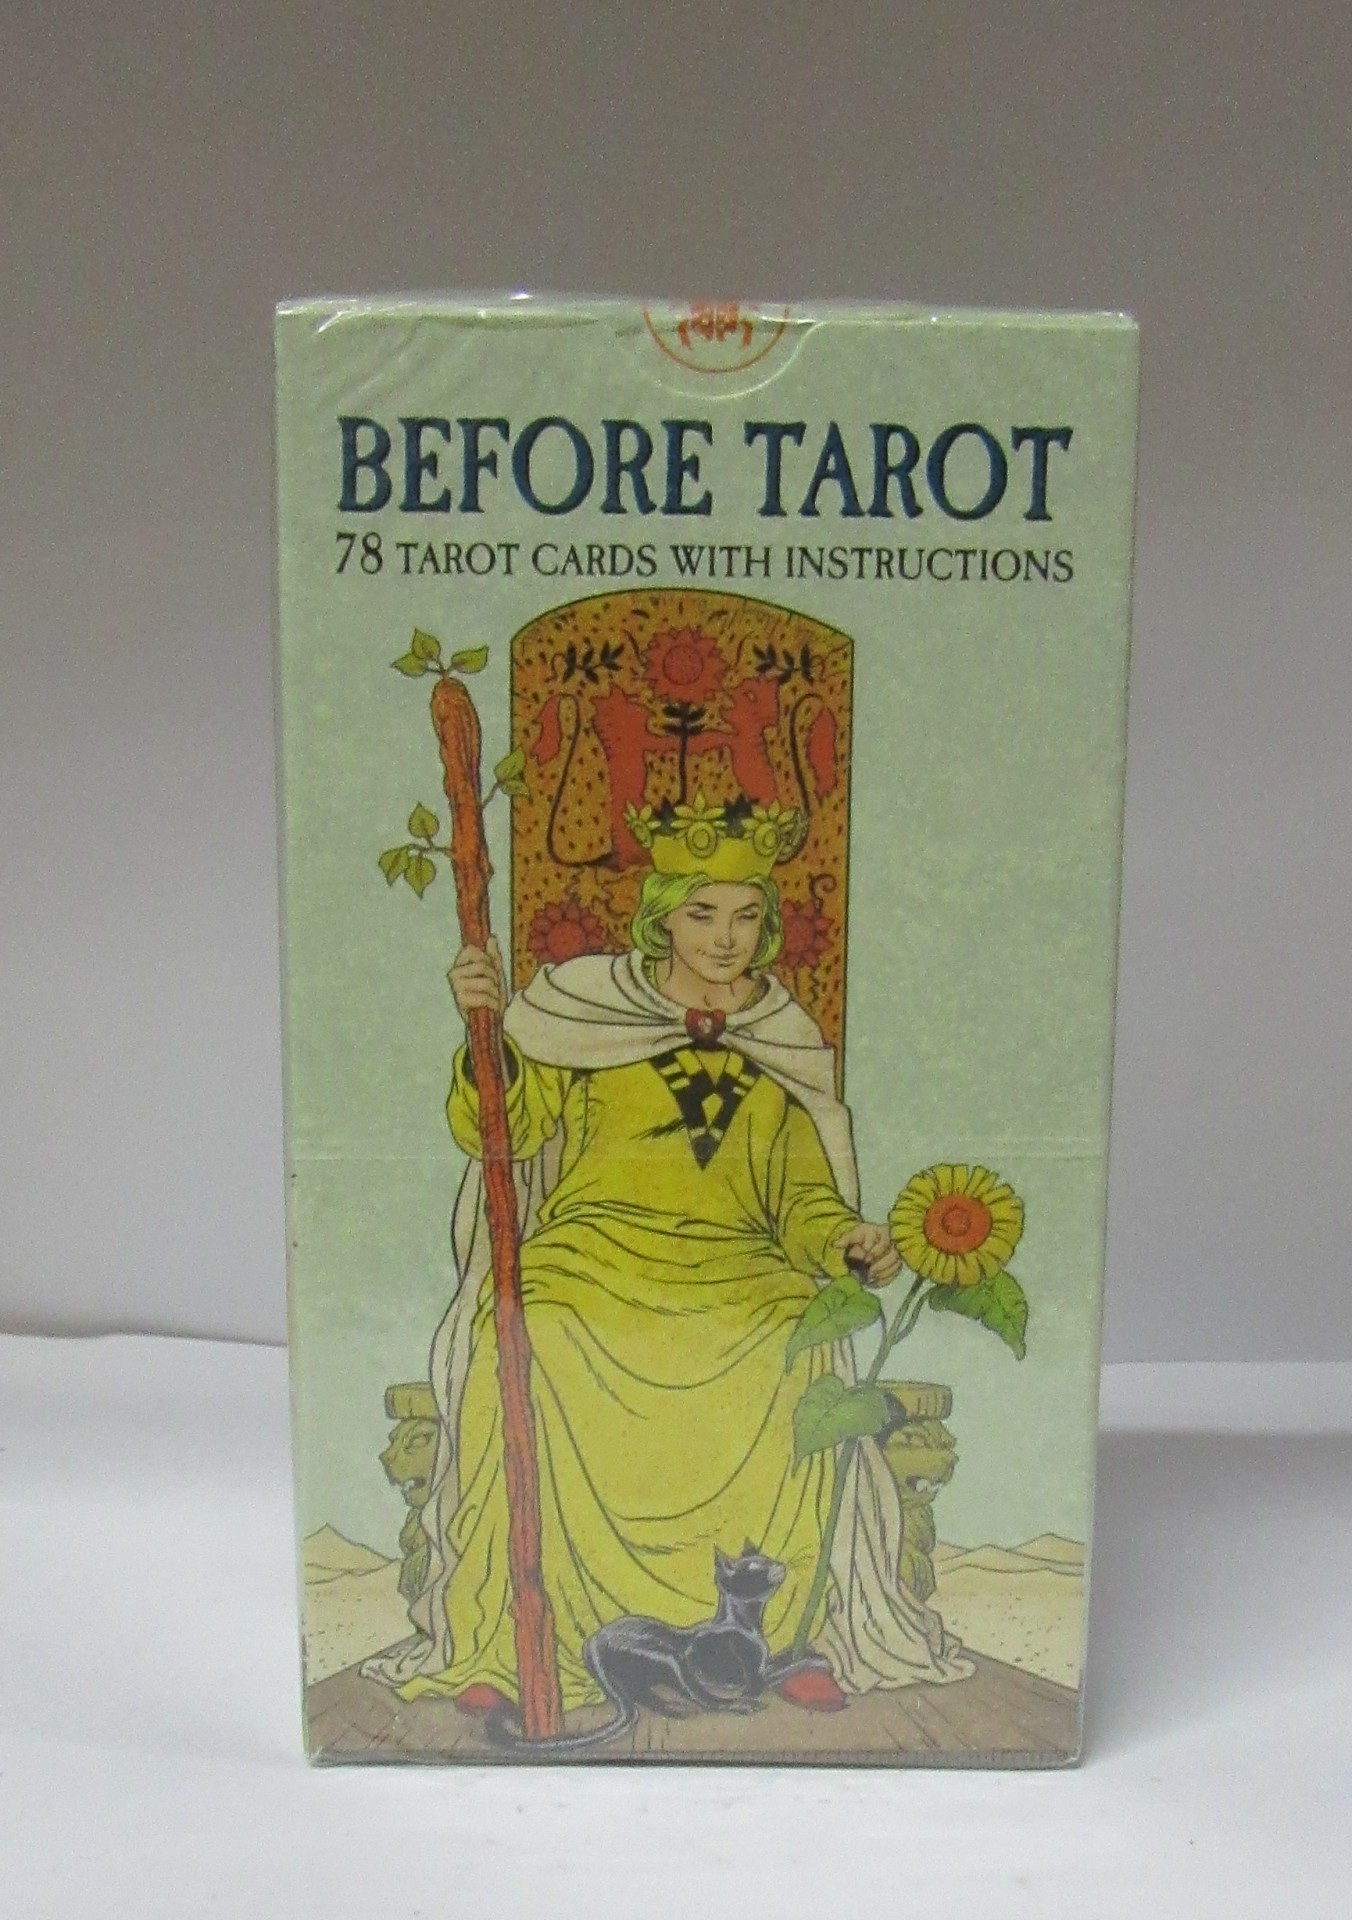 BEFORE TAROT
78 TAROT CARDS WITH INSTRUCTIONS